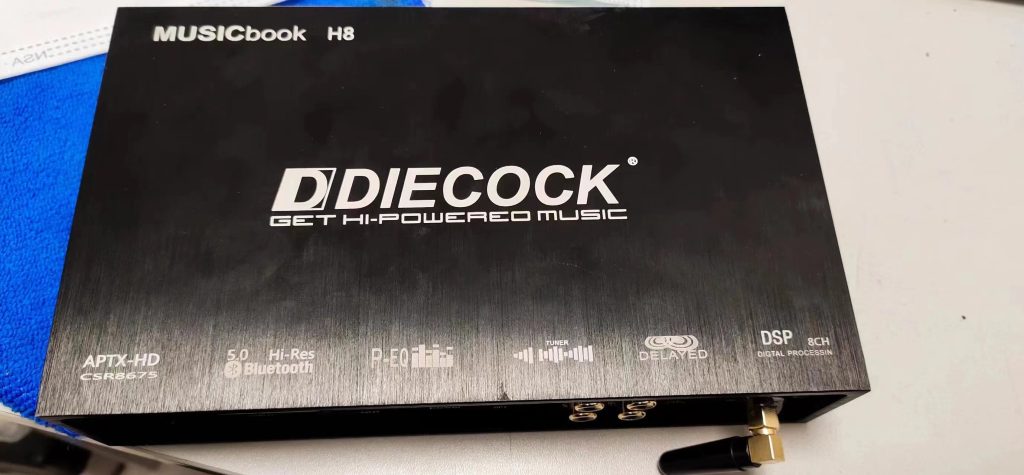 MUSICbook H8
D DIECOCK®
GET HI-POWERED MUSIC
APTX-HD
CSR8675
5.0 Hi-Res
Bluetooth
P-EQ
TUNER
DELAYED
DSP 8CH
DIGTAL PROCESSIN